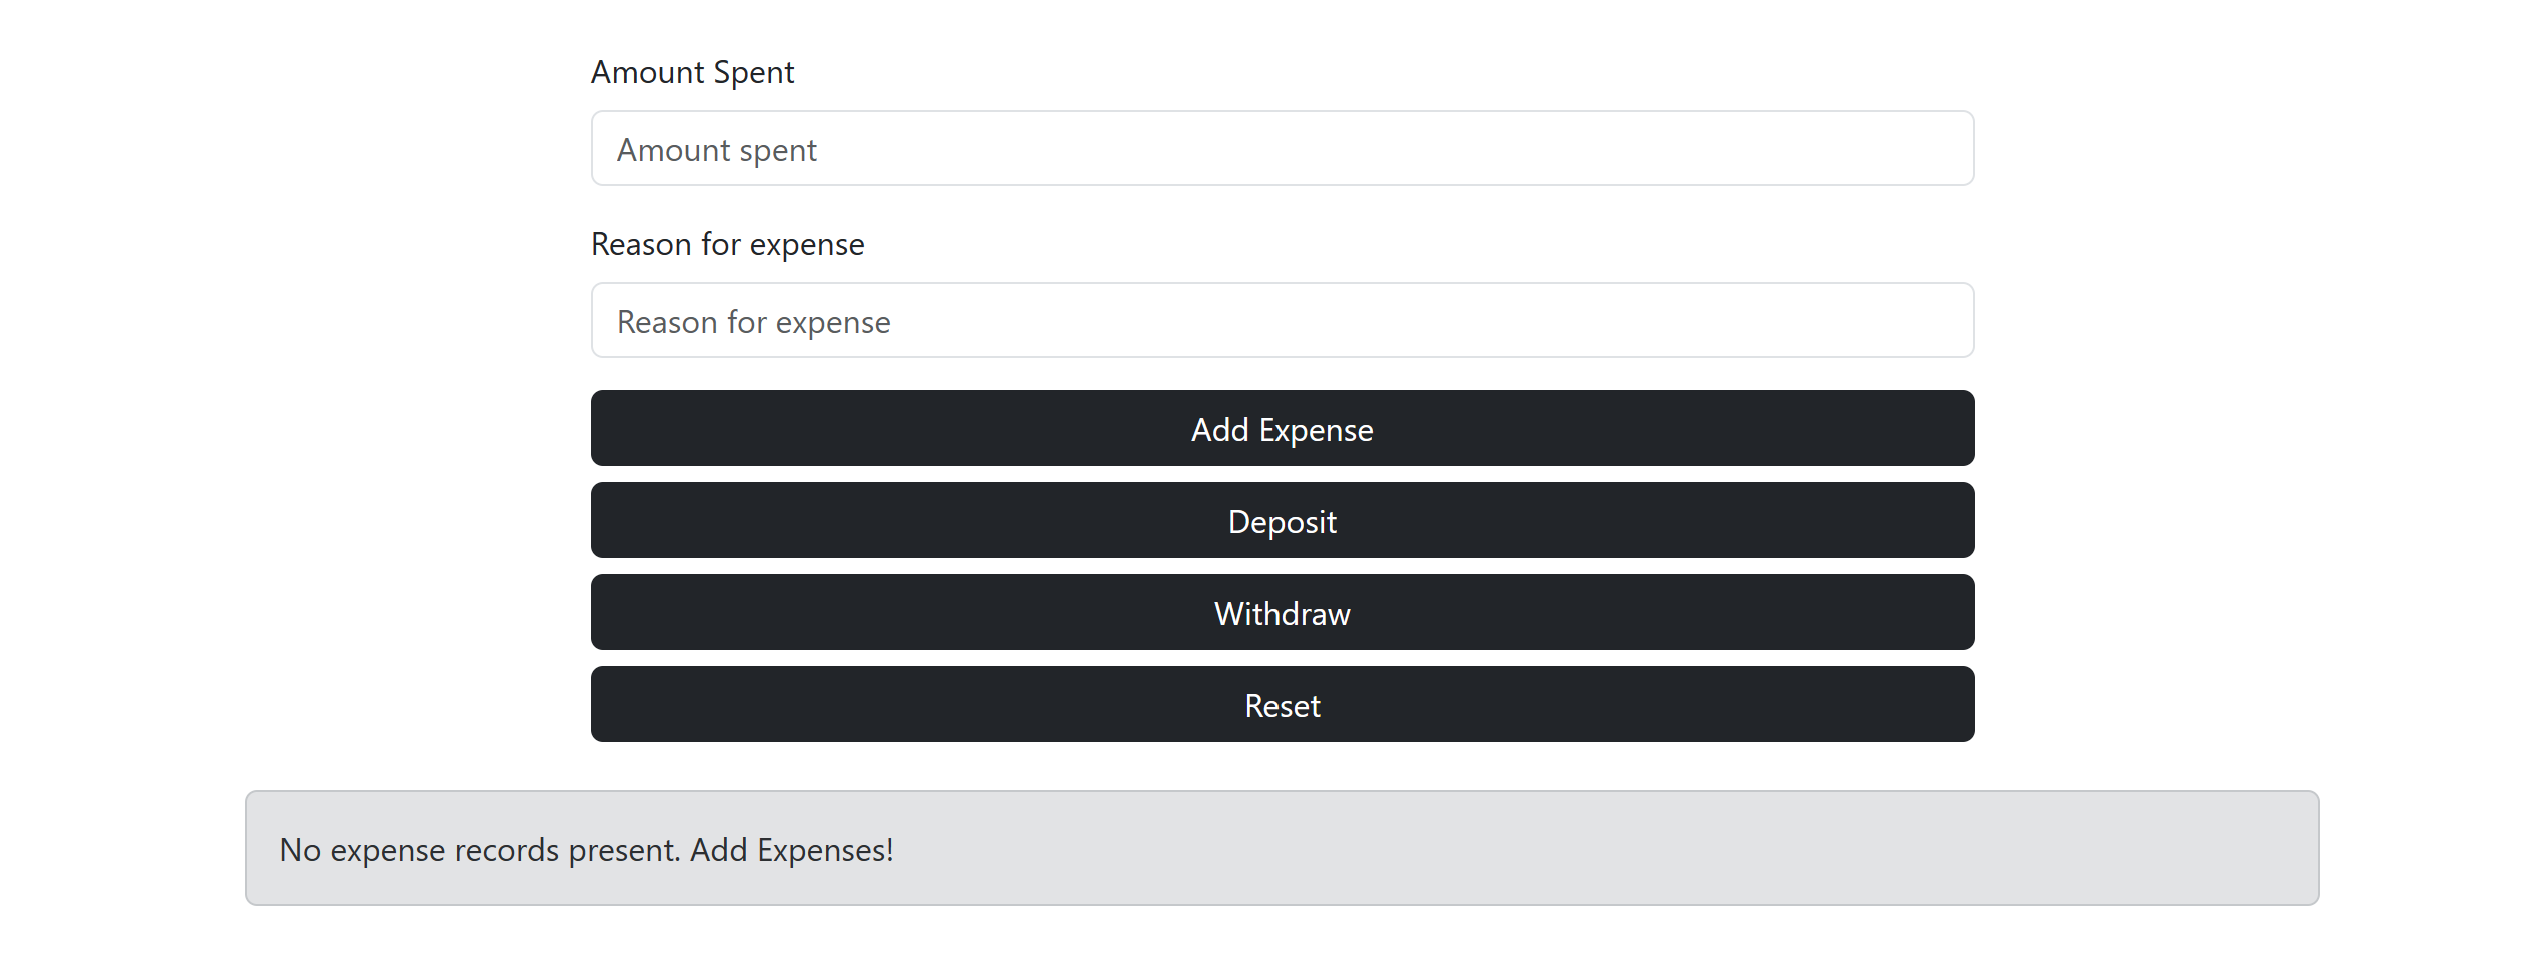 Amount Spent
Amount spent
Reason for expense
Reason for expense
Add Expense
Deposit
Withdraw
Reset
No expense records present. Add Expenses!